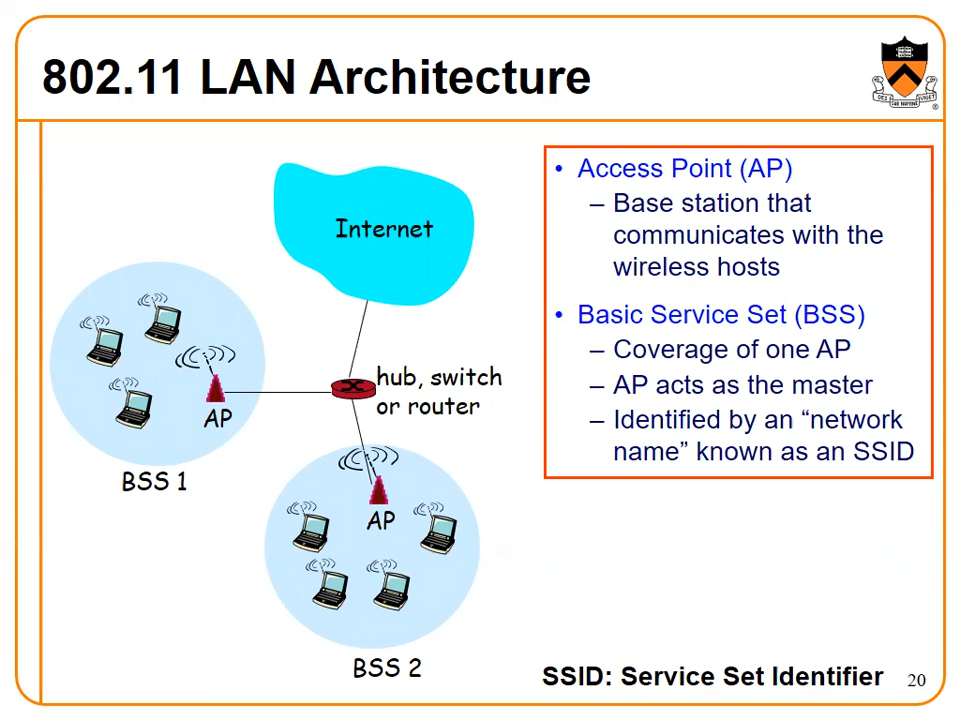 802.11 LAN Architecture
Internet
AP
BSS 1
hub, switch
or router
AP
BSS 2
• Access Point (AP)
– Base station that
communicates with the
wireless hosts
• Basic Service Set (BSS)
– Coverage of one AP
– AP acts as the master
– Identified by an “network
name” known as an SSID
SSID: Service Set Identifier
20